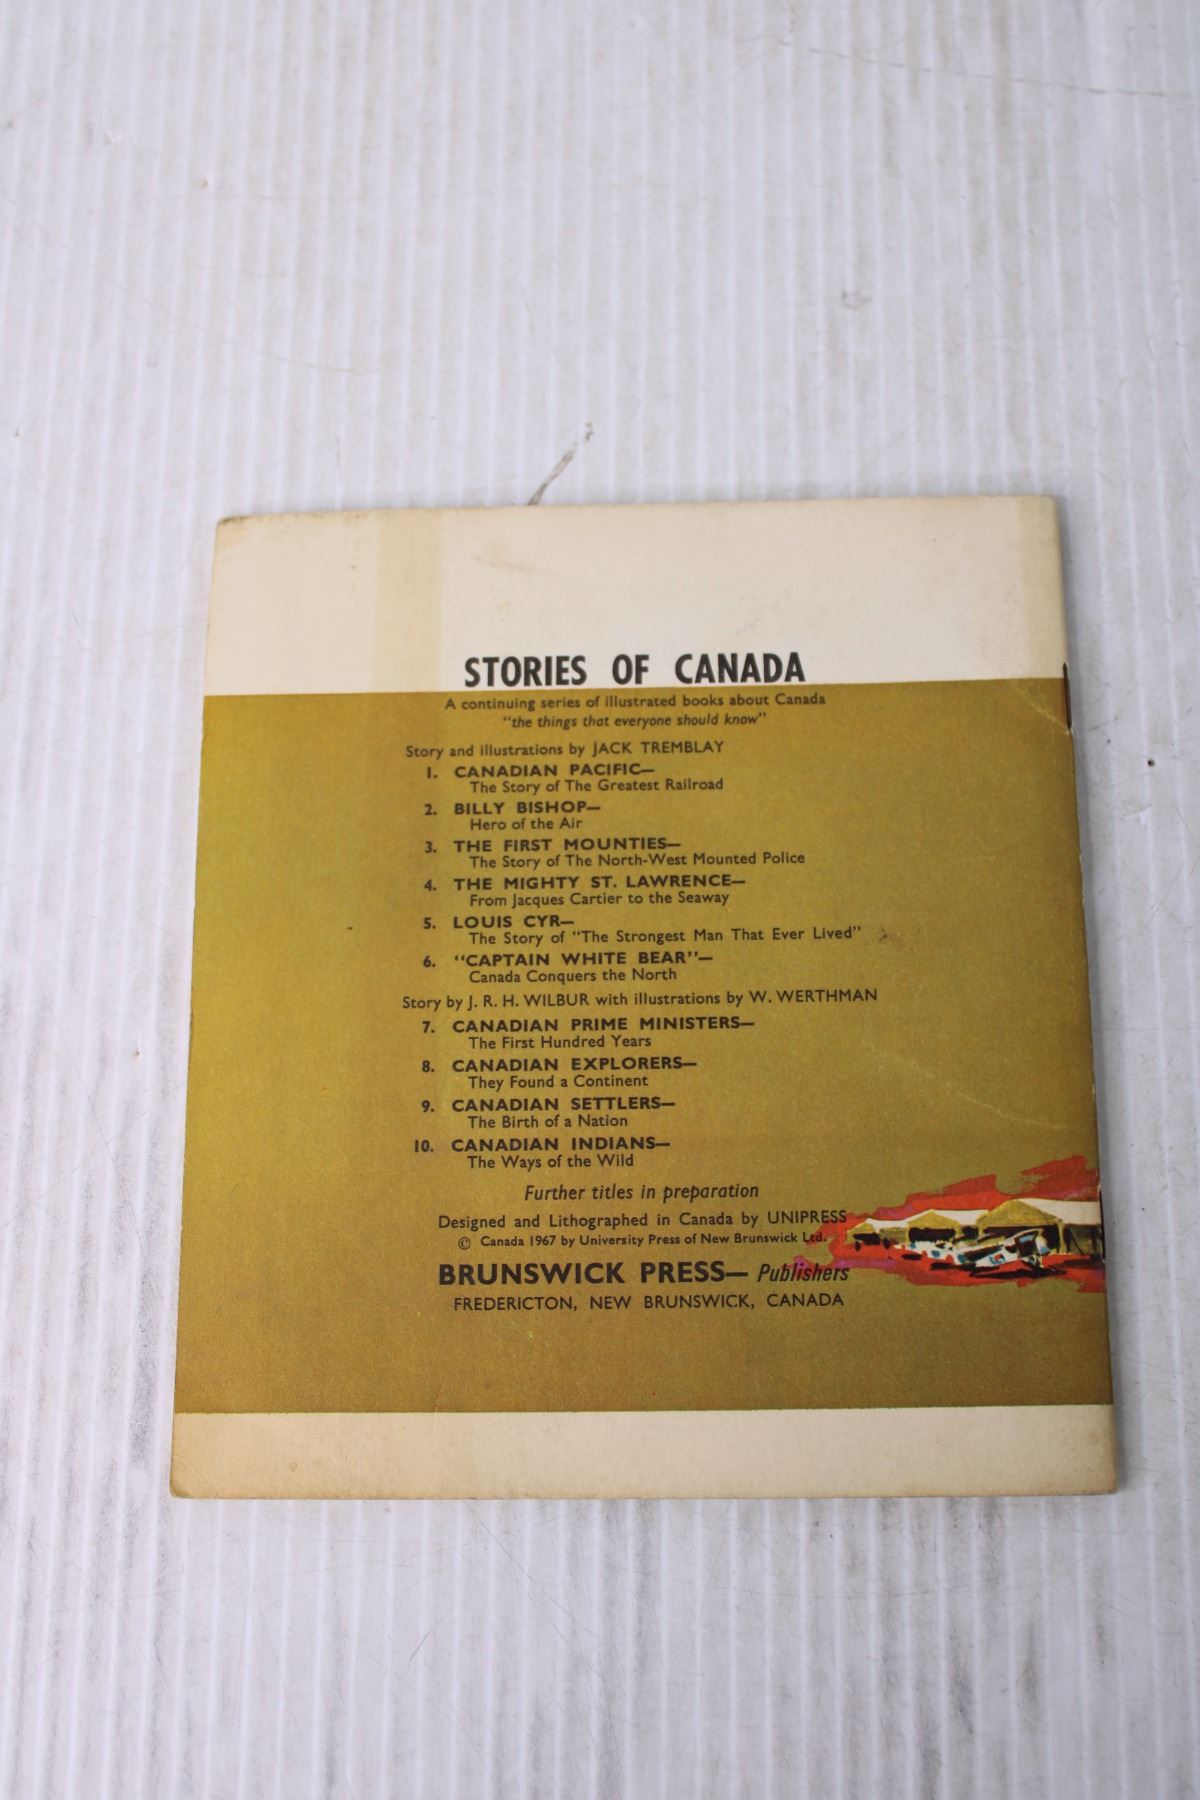 STORIES OF CANADA
A continuing series of illustrated books about Canada
"the things that everyone should know"
Story and illustrations by JACK TREMBLAY
1. CANADIAN PACIFIC—
The Story of The Greatest Railroad
2. BILLY BISHOP—
Hero of the Air
3. THE FIRST MOUNTIES—
The Story of The North-West Mounted Police
4. THE MIGHTY ST. LAWRENCE—
From Jacques Cartier to the Seaway
5. LOUIS CYR—
The Story of "The Strongest Man That Ever Lived"
6. "CAPTAIN WHITE BEAR"—
Canada Conquers the North
Story by J. R. H. WILBUR with illustrations by W. WERTHMAN
7. CANADIAN PRIME MINISTERS—
The First Hundred Years
8. CANADIAN EXPLORERS—
They Found a Continent
9. CANADIAN SETTLERS—
The Birth of a Nation
10. CANADIAN INDIANS—
The Ways of the Wild
Further titles in preparation
Designed and Lithographed in Canada by UNIPRESS
© Canada 1967 by University Press of New Brunswick Ltd.
BRUNSWICK PRESS— Publishers
FREDERICTON, NEW BRUNSWICK, CANADA